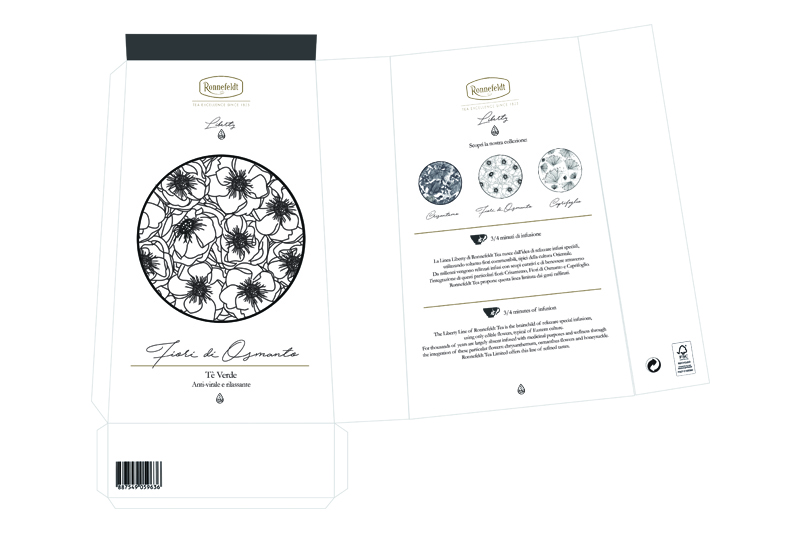 Ronnefeldt
TEA EXCELLENCE SINCE 1823
Liberty
Fiori di Osmanto
Tè Verde
Anti-virale e rilassante
887549 059636
Ronnefeldt
TEA EXCELLENCE SINCE 1823
Liberty
Scopri la nostra collezione
Crisantemo
Fiori di Osmanto
Caprifoglio
3/4 minuti di infusione
La Linea Liberty di Ronnefeldt Tea nasce dall'idea di rilassare infusi speciali,
utilizzando soltanto fiori commestibili, tipici della cultura Orientale.
Da millenni vengono infusi con scopi curativi e di benessere attraverso
l'integrazione di questi particolari fiori: Crisantemo, Fiori di Osmanto e Caprifoglio.
Ronnefeldt Tea propone questa linea limitata dai gusti raffinati.
3/4 minutes of infusion
The Liberty Line of Ronnefeldt Tea is the brainchild of relaxare special infusions,
using only edible flowers, typical of Eastern culture.
For thousands of years are largely absent infused with medicinal purposes and wellness through
the integration of these particular flowers: chrysanthemum, osmanthus flowers and honeysuckle.
Ronnefeldt Tea Limited offers this line of refined tastes.
FSC